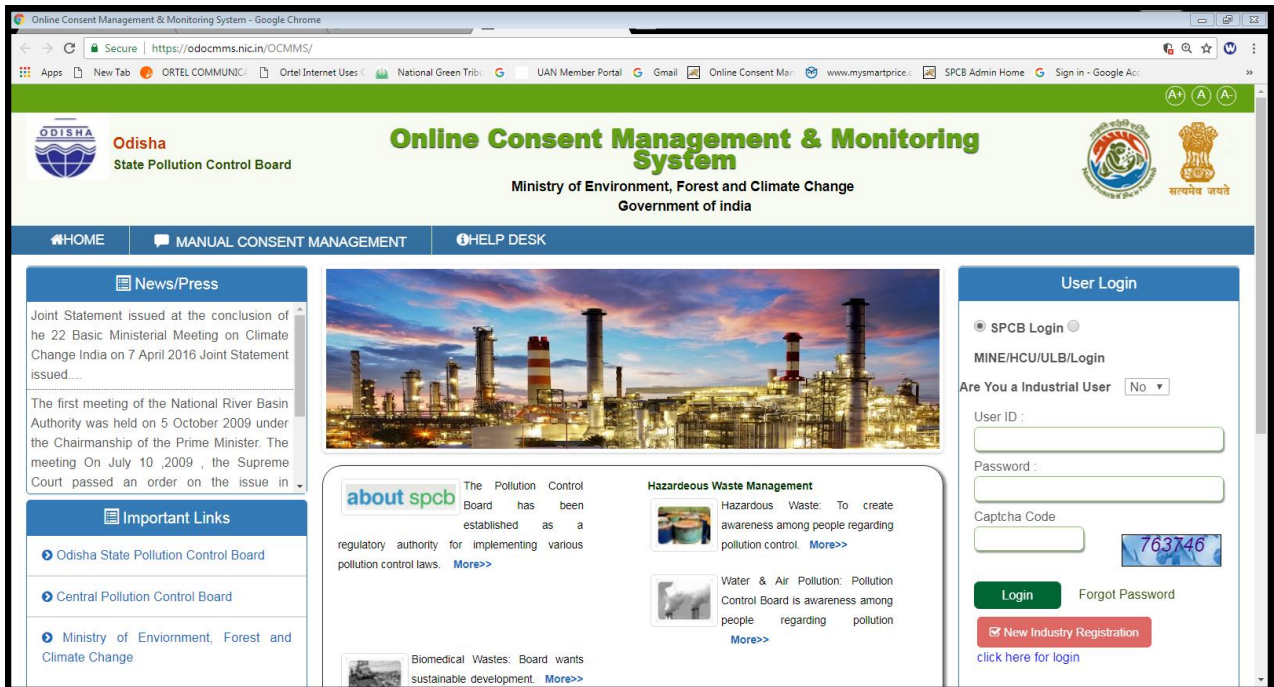 Online Consent Management & Monitoring System - Google Chrome
Secure | https://odocmms.nic.in/OCMMS/
Apps New Tab ORTEL COMMUNIC Ortel Internet Uses National Green Trib UAN Member Portal Gmail Online Consent Man www.mysmartprice.c SPCB Admin Home Sign in - Google Acc »
A+ A A-
ODISHA
Odisha
State Pollution Control Board
Online Consent Management & Monitoring
System
Ministry of Environment, Forest and Climate Change
Government of india
सत्यमेव जयते
HOME MANUAL CONSENT MANAGEMENT HELP DESK
News/Press
Joint Statement issued at the conclusion of
he 22 Basic Ministerial Meeting on Climate
Change India on 7 April 2016 Joint Statement
issued....
The first meeting of the National River Basin
Authority was held on 5 October 2009 under
the Chairmanship of the Prime Minister. The
meeting On July 10 ,2009 , the Supreme
Court passed an order on the issue in
Important Links
Odisha State Pollution Control Board
Central Pollution Control Board
Ministry of Enviornment, Forest and
Climate Change
about spcb
The Pollution Control
Board has been
established as a
regulatory authority for implementing various
pollution control laws. More>>
Biomedical Wastes: Board wants
sustainable development. More>>
Hazardeous Waste Management
Hazardous Waste: To create
awareness among people regarding
pollution control. More>>
Water & Air Pollution: Pollution
Control Board is awareness among
people regarding pollution
More>>
User Login
SPCB Login
MINE/HCU/ULB/Login
Are You a Industrial User No
User ID :
Password :
Captcha Code
763746
Login Forgot Password
New Industry Registration
click here for login